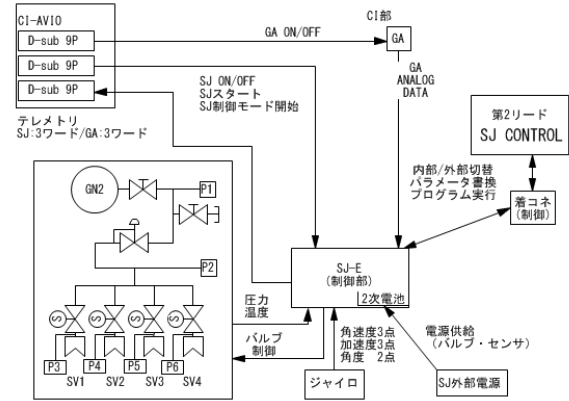 CI-AVIO
D-sub 9P
D-sub 9P
D-sub 9P
GA ON/OFF
CI部
GA
GA
ANALOG
DATA
SJ ON/OFF
SJスタート
SJ制御モード開始
テレメトリ
SJ:3ワード/GA:3ワード
第2リード
SJ CONTROL
内部/外部切替
パラメータ書換
プログラム実行
着コネ
(制御)
GN2
P1
P2
SJ-E
(制御部)
2次電池
圧力
温度
バルブ
制御
角速度3点
加速度3点
角度 2点
電源供給
(バルブ・センサ)
S
S
S
S
P3
P4
P5
P6
SV1
SV2
SV3
SV4
ジャイロ
SJ外部電源